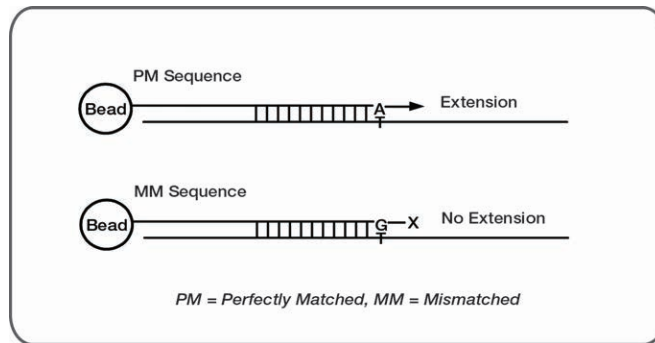 PM Sequence
Bead
A
Extension
T
MM Sequence
Bead
G
X
No Extension
T
PM = Perfectly Matched, MM = Mismatched